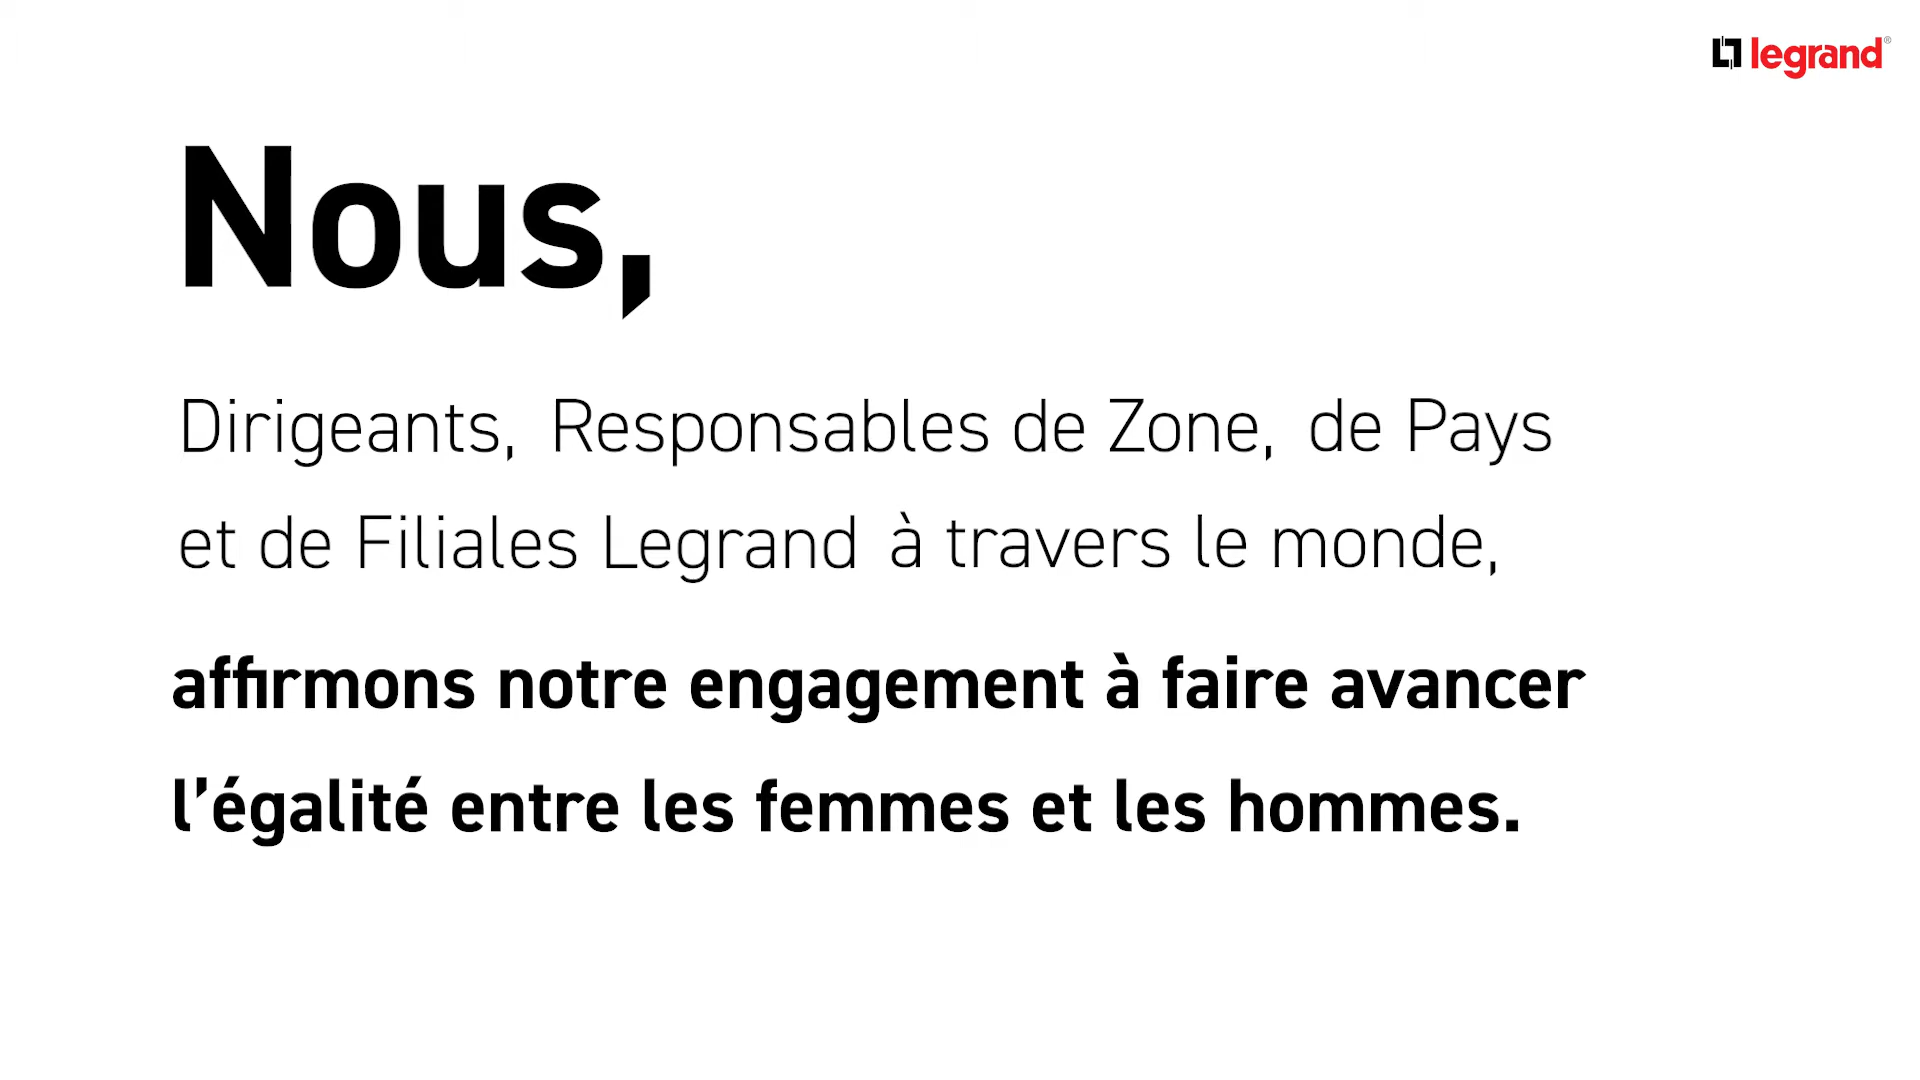 legrand®
Nous,
Dirigeants, Responsables de Zone, de Pays
et de Filiales Legrand à travers le monde,
affirmons notre engagement à faire avancer
l’égalité entre les femmes et les hommes.